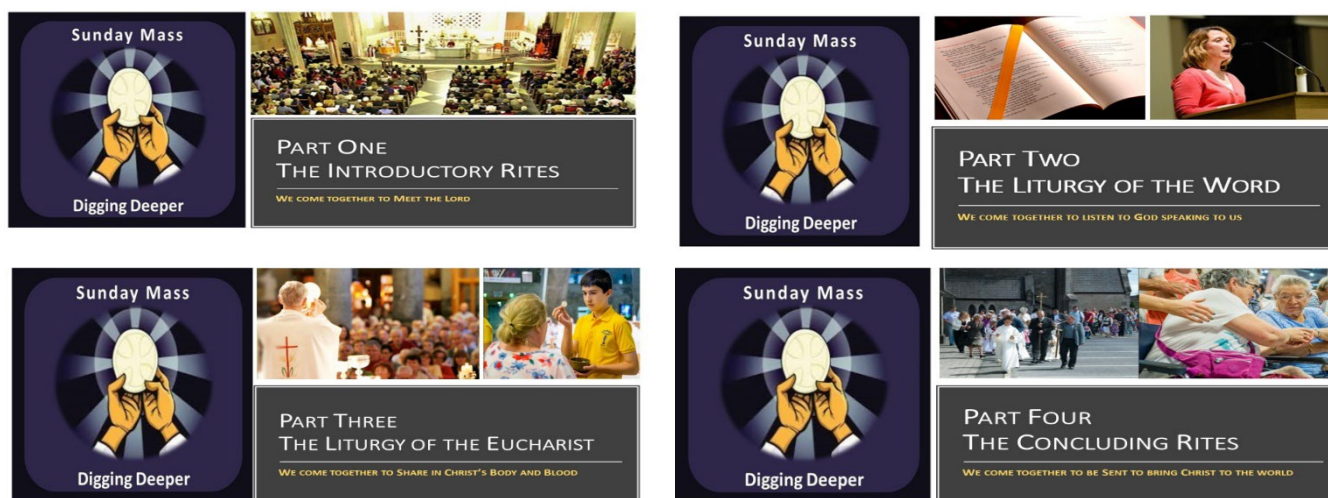 Sunday Mass
Digging Deeper
PART ONE
THE INTRODUCTORY RITES
WE COME TOGETHER TO MEET THE LORD
Sunday Mass
Digging Deeper
PART TWO
THE LITURGY OF THE WORD
WE COME TOGETHER TO LISTEN TO GOD SPEAKING TO US
Sunday Mass
Digging Deeper
PART THREE
THE LITURGY OF THE EUCHARIST
WE COME TOGETHER TO SHARE IN CHRIST'S BODY AND BLOOD
Sunday Mass
Digging Deeper
PART FOUR
THE CONCLUDING RITES
WE COME TOGETHER TO BE SENT TO BRING CHRIST TO THE WORLD